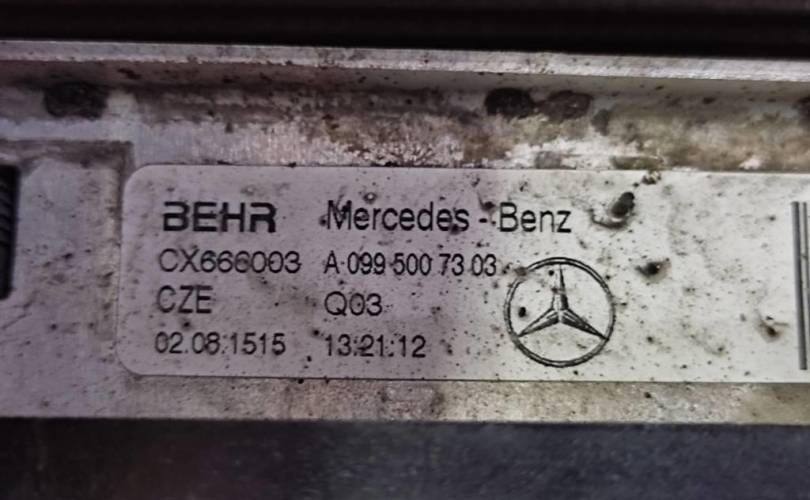 BEHR Mercedes-Benz
CX666003 A 099 500 73 03
CZE Q03
02.08.1515 13:21:12